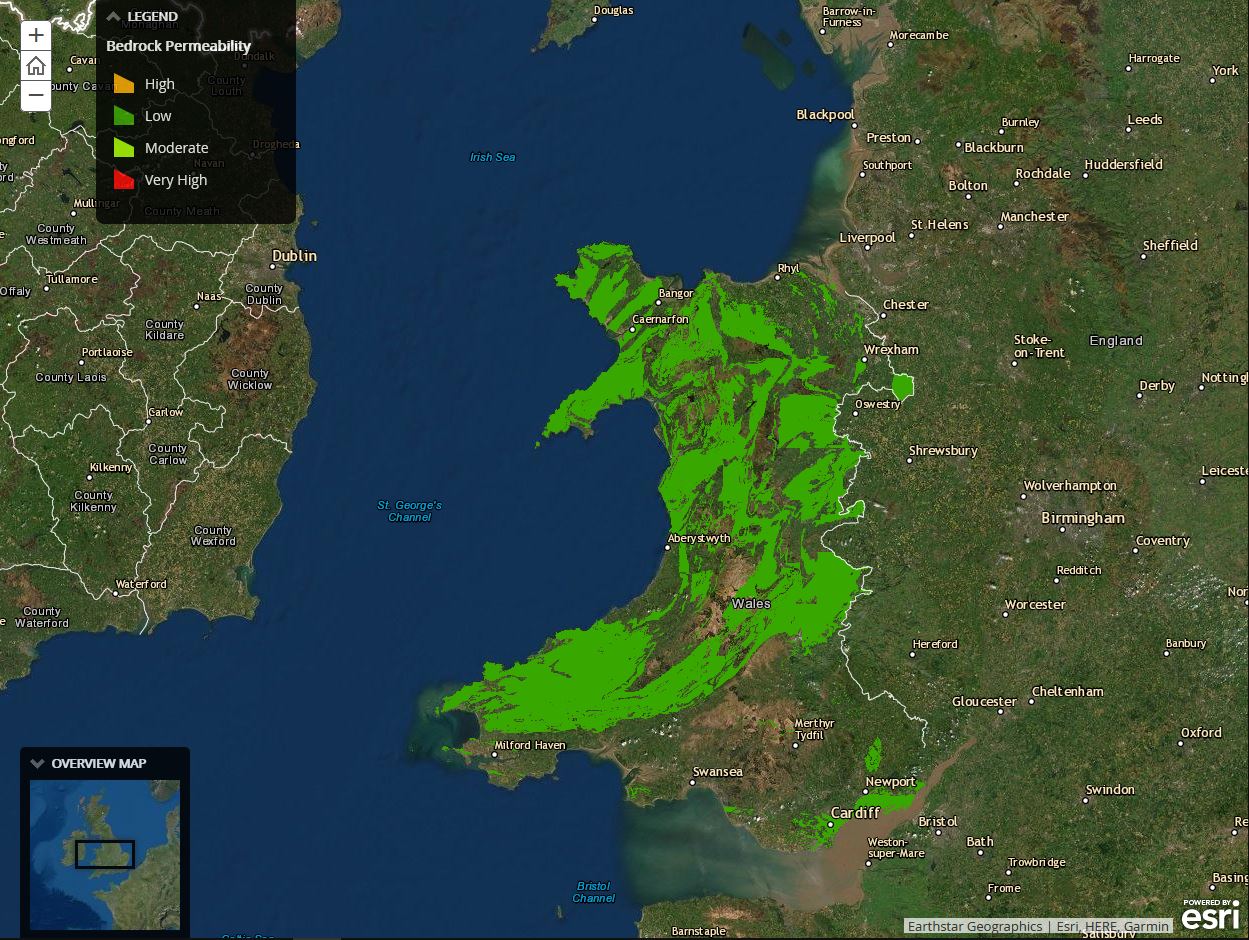 LEGEND
Bedrock Permeability
High
Low
Moderate
Very High
Monaghan
Dundalk
County
Louth
Drogheda
Navan
County Meath
Cavan
Mullingar
County
Westmeath
Dublin
Tullamore
Offaly
Naas
County
Dublin
County
Kildare
Portlaoise
County Laois
County
Wicklow
Carlow
County
Carlow
Kilkenny
County
Kilkenny
County
Wexford
Waterford
County
Waterford
Douglas
Irish Sea
St. George's
Channel
Bristol
Channel
Celtic Sea
Barrow-in-
Furness
Morecambe
Harrogate
York
Blackpool
Preston
Burnley
Leeds
Blackburn
Southport
Rochdale
Huddersfield
Bolton
St Helens
Manchester
Liverpool
Sheffield
Rhyl
Bangor
Caernarfon
Chester
Wrexham
Stoke-
on-Trent
England
Derby
Oswestry
Shrewsbury
Wolverhampton
Birmingham
Coventry
Aberystwyth
Redditch
Wales
Worcester
Hereford
Banbury
Gloucester
Cheltenham
Merthyr
Tydfil
Oxford
Milford Haven
Swansea
Newport
Swindon
Cardiff
Bristol
Weston-
super-Mare
Bath
Trowbridge
Frome
Barnstaple
Salisbury
OVERVIEW MAP
Earthstar Geographics | Esri, HERE, Garmin
POWERED BY
esri